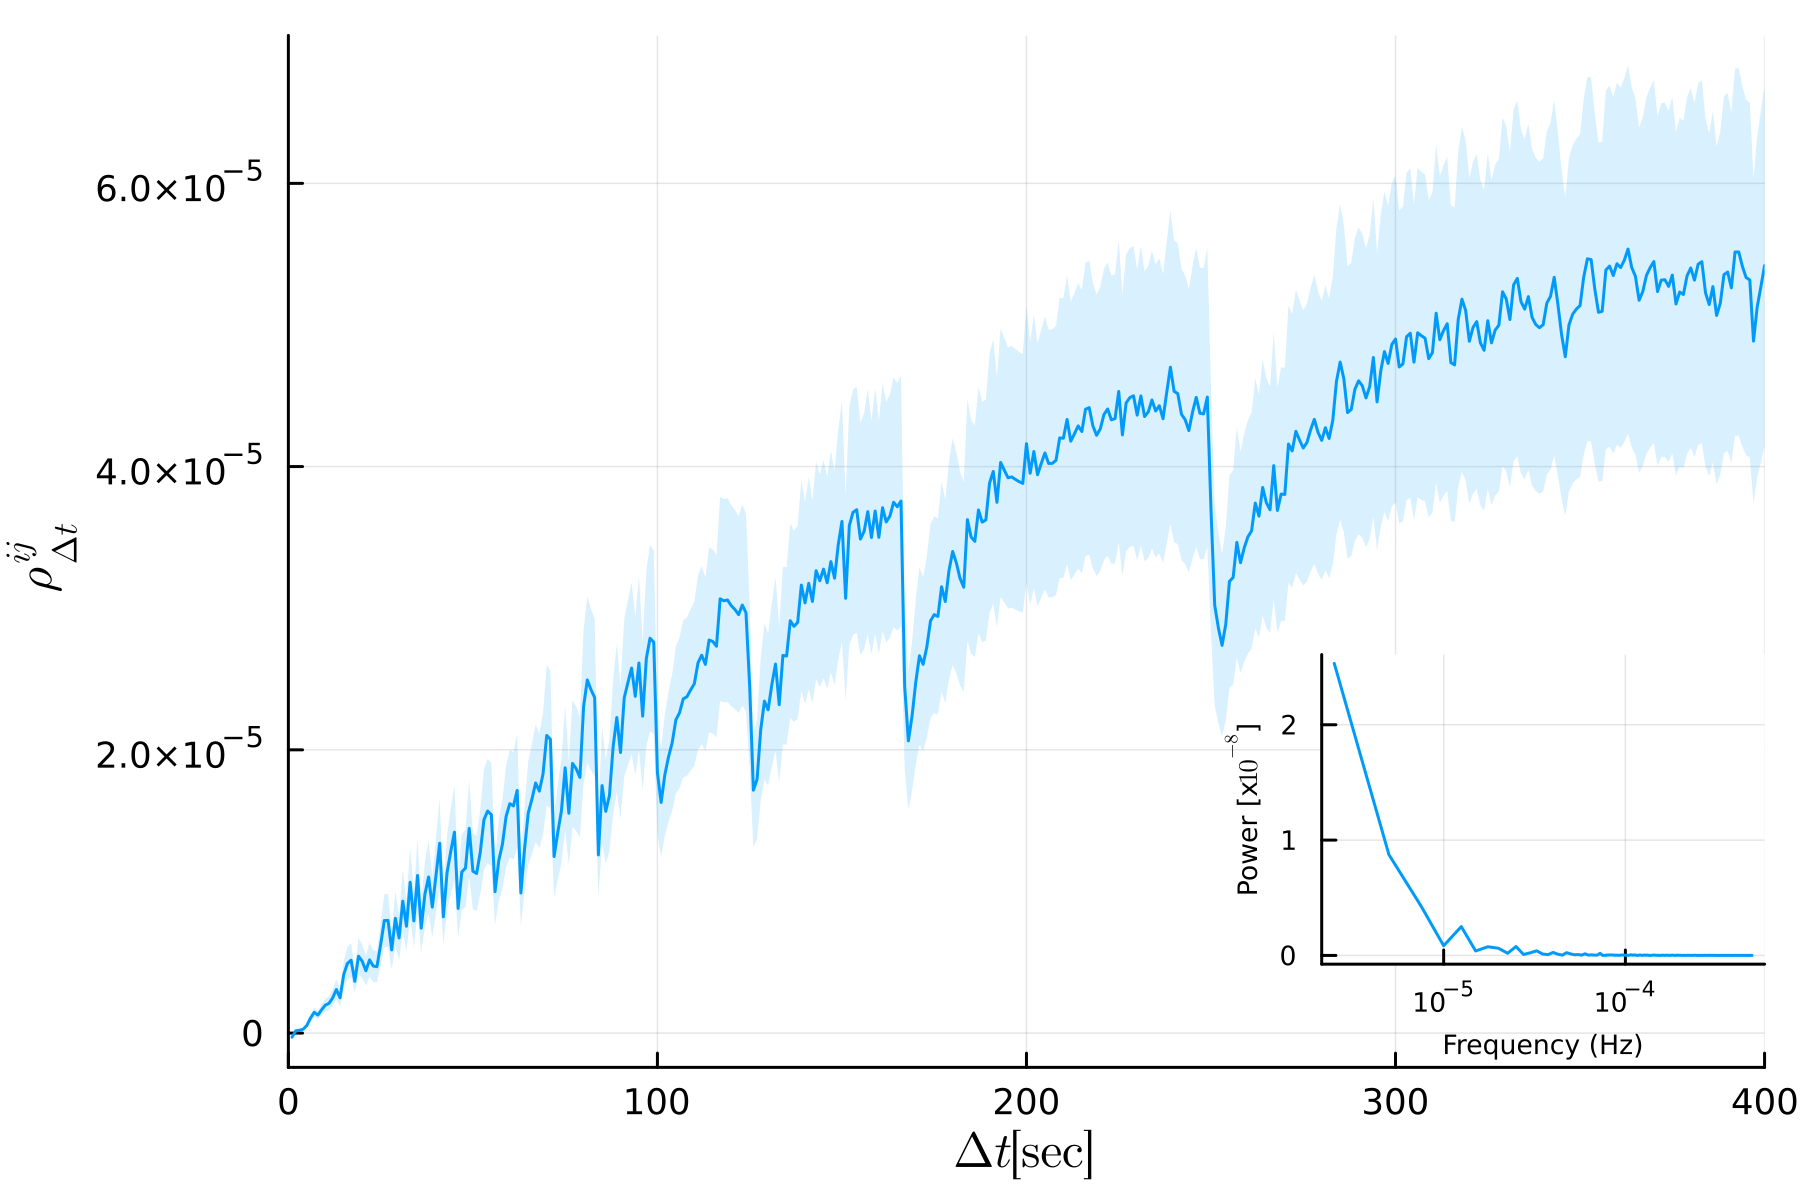 6.0×10⁻⁵
4.0×10⁻⁵
2.0×10⁻⁵
0
ρ^{ij}_{Δt}
0 100 200 300 400
Δt[sec]
2
1
0
Power [x10⁻⁸]
10⁻⁵ 10⁻⁴
Frequency (Hz)